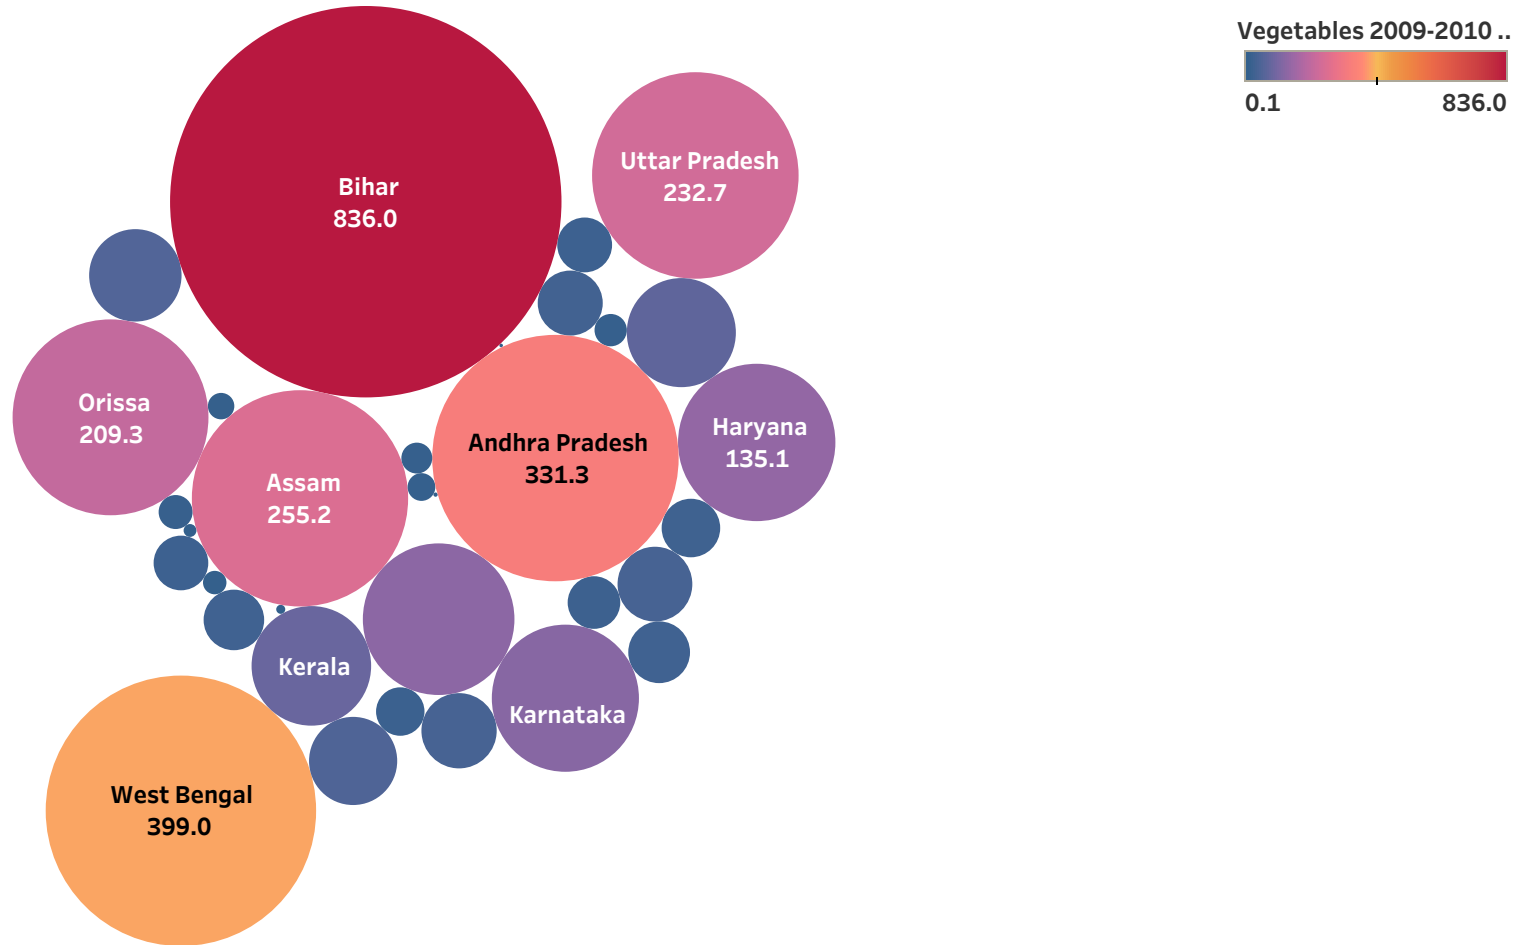 Vegetables 2009-2010 ..
0.1
836.0
Bihar
836.0
Uttar Pradesh
232.7
Orissa
209.3
Andhra Pradesh
331.3
Haryana
135.1
Assam
255.2
Kerala
Karnataka
West Bengal
399.0